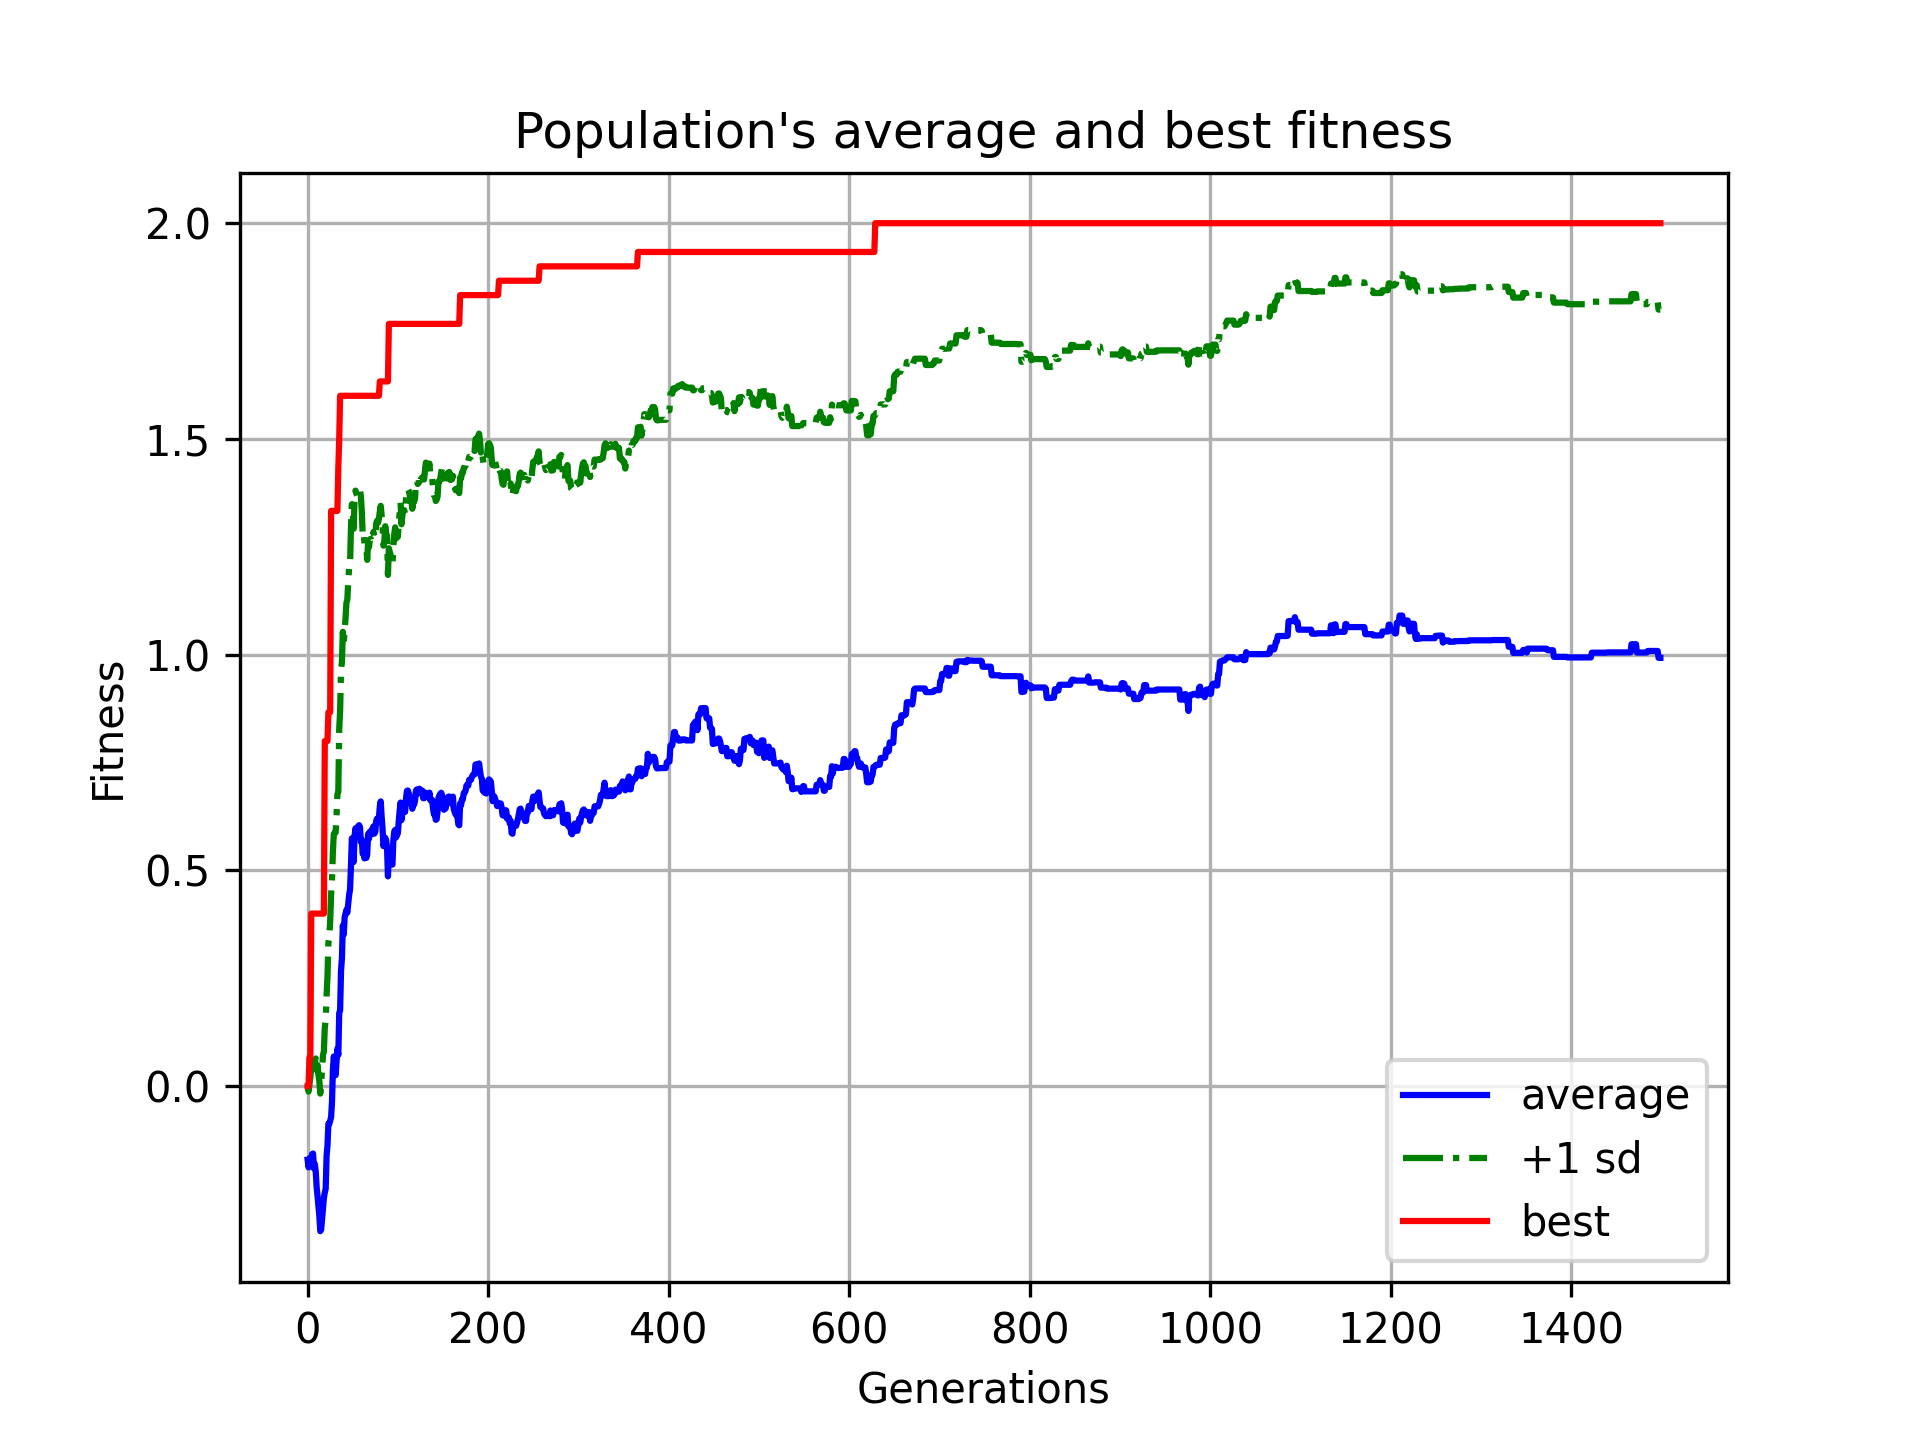 Population's average and best fitness
2.0
1.5
1.0
0.5
0.0
Fitness
0 200 400 600 800 1000 1200 1400
Generations
average
+1 sd
best